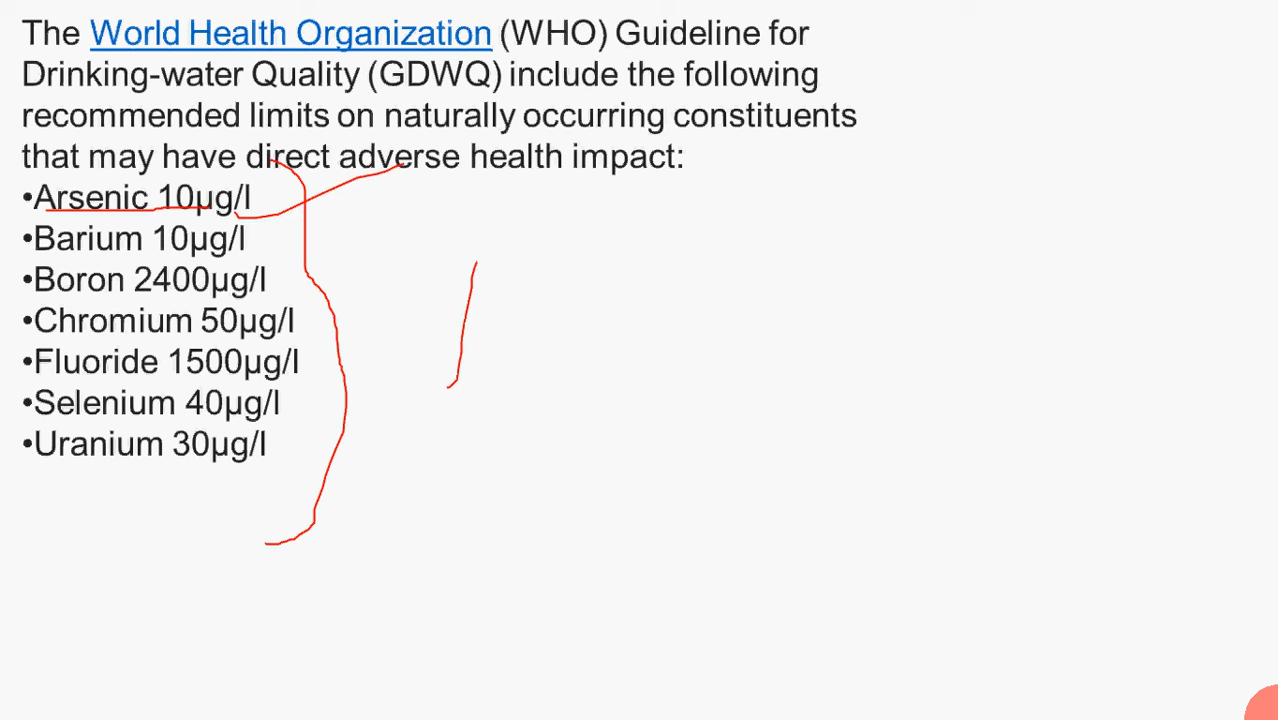 The World Health Organization (WHO) Guideline for
Drinking-water Quality (GDWQ) include the following
recommended limits on naturally occurring constituents
that may have direct adverse health impact:
•Arsenic 10μg/l
•Barium 10μg/l
•Boron 2400μg/l
•Chromium 50μg/l
•Fluoride 1500μg/l
•Selenium 40μg/l
•Uranium 30μg/l